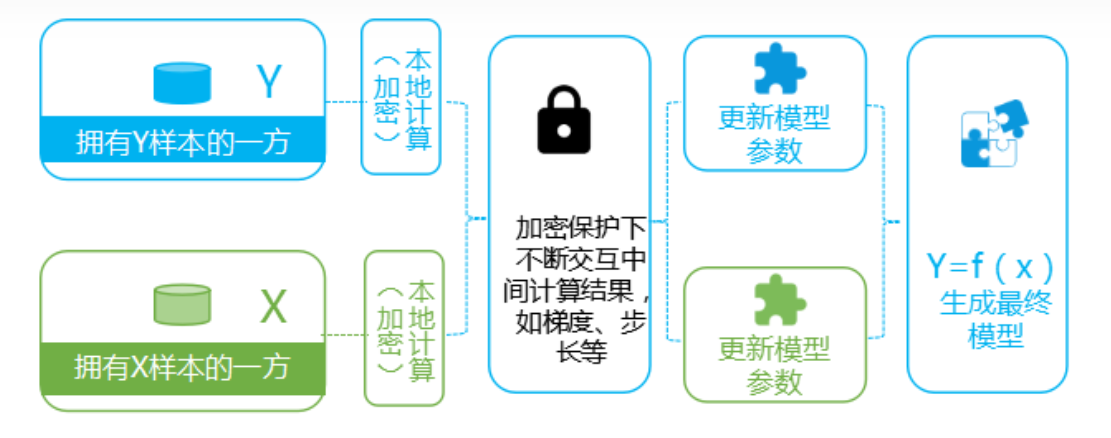 Y
拥有Y样本的一方
本地计算
（加密）
X
拥有X样本的一方
本地计算
（加密）
加密保护下
不断交互中
间计算结果，
如梯度、步
长等
更新模型
参数
更新模型
参数
Y=f（x）
生成最终
模型